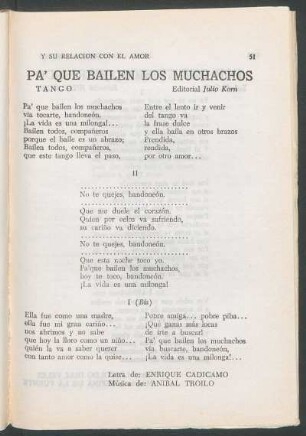 Y SU RELACION CON EL AMOR 51
PA' QUE BAILEN LOS MUCHACHOS
TANGO Editorial Julio Korn
Pa' que bailen los muchachos
vía tocarte, bandoneón.
¡La vida es una milonga!...
Bailen todos, compañeros
porque el baile es un abrazo;
Bailen todos, compañeros,
que este tango lleva el paso,
Entre el lento ir y venir
del tango va
la frase dulce
y ella baila en otros brazos
Prendida,
rendida,
por otro amor...
II
No te quejes, bandoneón.
Que me duele el corazón.
Quien por celos va sufriendo,
su cariño va diciendo.
No te quejes, bandoneón.
Que esta noche toco yo.
Pa'que bailen los muchachos,
hoy te toco, bandoneón.
¡La vida es una milonga!
I (Bis)
Ella fue como una madre,
ella fue mi gran cariño...
nos abrimos y no sabe
que hoy la lloro como un niño...
quién la va a saber querer
con tanto amor como la quise...
Pobre amiga... pobre piba...
¡Qué ganas más locas
de irte a buscar!
Pa' que bailen los muchachos
vía buscarte, bandoneón,
¡La vida es una milonga!...
Letra de: ENRIQUE CADICAMO
Música de: ANIBAL TROILO